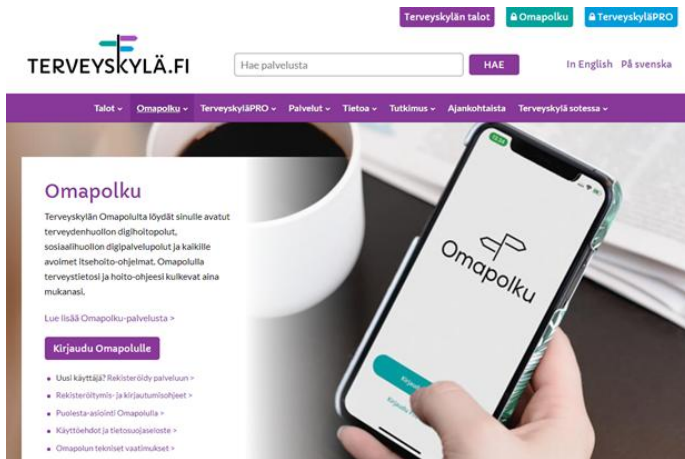 Terveyskylän talot
Omapolku
TerveyskyläPRO
TERVEYSKYLÄ.FI
Hae palvelusta
HAE
In English
På svenska
Talot
Omapolku
TerveyskyläPRO
Palvelut
Tietoa
Tutkimus
Ajankohtaista
Terveyskylä sotessa
Omapolku
Terveyskylän Omapolulta löydät sinulle avatut
terveydenhuollon digihoitopolut,
sosiaalihuollon digipalvelupolut ja kaikille
avoimet itsehoito-ohjelmat. Omapolulla
terveystietosi ja hoito-ohjeesi kulkevat aina
mukanasi.
Lue lisää Omapolku-palvelusta >
Kirjaudu Omapolulle
Uusi käyttäjä? Rekisteröidy palveluun >
Rekisteröitymis- ja kirjautumisohjeet >
Puolesta-asiointi Omapolulla >
Käyttöehdot ja tietosuojaseloste >
Omapolun tekniset vaatimukset >
Omapolku